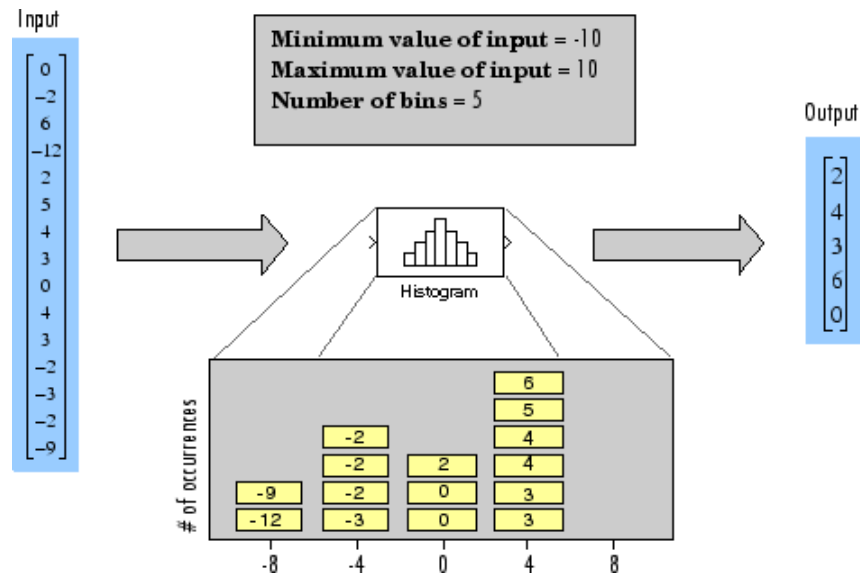 Input
0
−2
6
−12
2
5
4
3
0
4
3
−2
−3
−2
−9
Minimum value of input = -10
Maximum value of input = 10
Number of bins = 5
Output
2
4
3
6
0
Histogram
# of occurrences
6
5
-2 4
-2 2 4
-9 -2 0 3
-12 -3 0 3
-8 -4 0 4 8